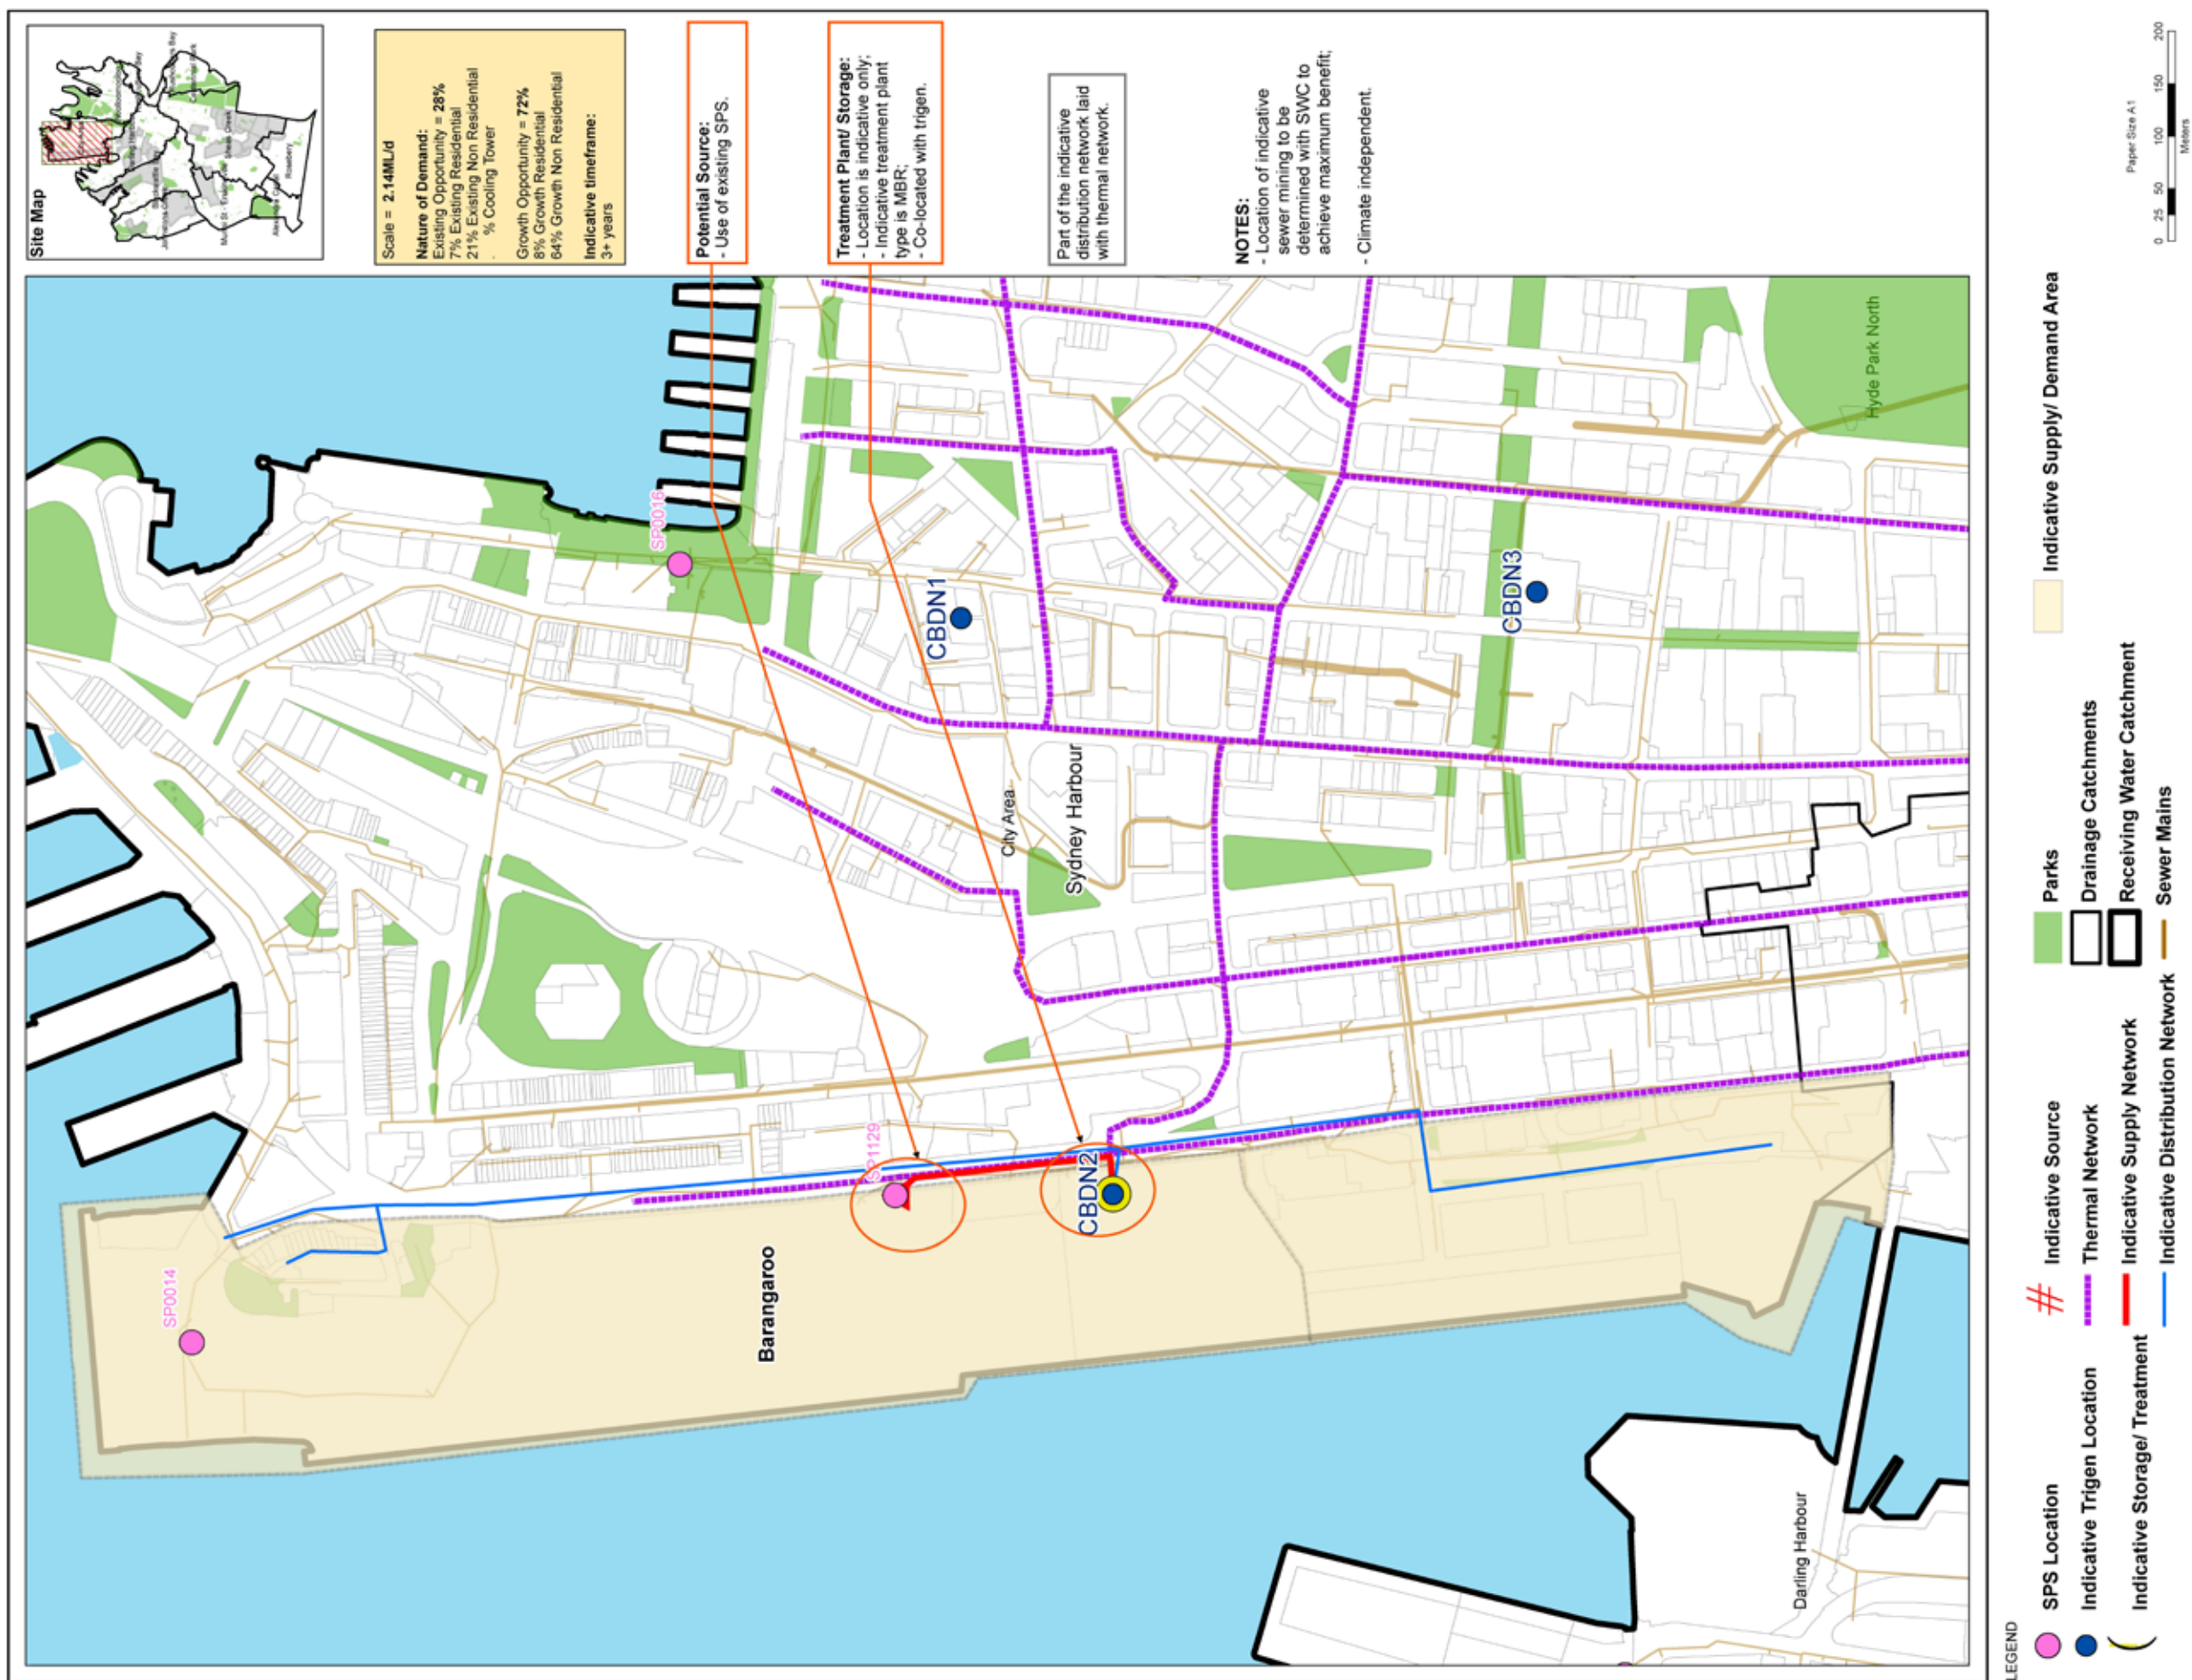 Site Map
Scale = 2.14ML/d
Nature of Demand:
Existing Opportunity = 28%
7% Existing Residential
21% Existing Non Residential
. % Cooling Tower
Growth Opportunity = 72%
8% Growth Residential
64% Growth Non Residential
Indicative timeframe:
3+ years
Potential Source:
- Use of existing SPS.
Treatment Plant/ Storage:
- Location is indicative only;
- Indicative treatment plant
type is MBR;
- Co-located with trigen.
Part of the indicative
distribution network laid
with thermal network.
NOTES:
- Location of indicative
sewer mining to be
determined with SWC to
achieve maximum benefit;
- Climate independent.
SP0016
CBDN1
CBDN3
Hyde Park North
City Area
Sydney Harbour
SP1129
CBDN2
SP0014
Barangaroo
Darling Harbour
LEGEND
SPS Location
Indicative Trigen Location
Indicative Storage/ Treatment
# Indicative Source
Thermal Network
Indicative Supply Network
Indicative Distribution Network
Parks
Drainage Catchments
Receiving Water Catchment
Sewer Mains
Indicative Supply/ Demand Area
Paper Size A1
0 25 50 100 150 200
Meters